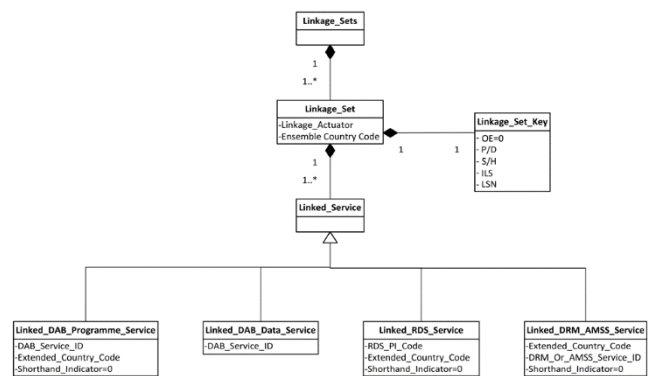 Linkage_Sets
1
1..*
Linkage_Set
-Linkage_Actuator
-Ensemble Country Code
1
1
Linkage_Set_Key
- OE=0
- P/D
- S/H
- ILS
- LSN
1
1..*
Linked_Service
Linked_DAB_Programme_Service
-DAB_Service_ID
-Extended_Country_Code
-Shorthand_Indicator=0
Linked_DAB_Data_Service
-DAB_Service_ID
Linked_RDS_Service
-RDS_PI_Code
-Extended_Country_Code
-Shorthand_Indicator=0
Linked_DRM_AMSS_Service
-Extended_Country_Code
-DRM_Or_AMSS_Service_ID
-Shorthand_Indicator=0